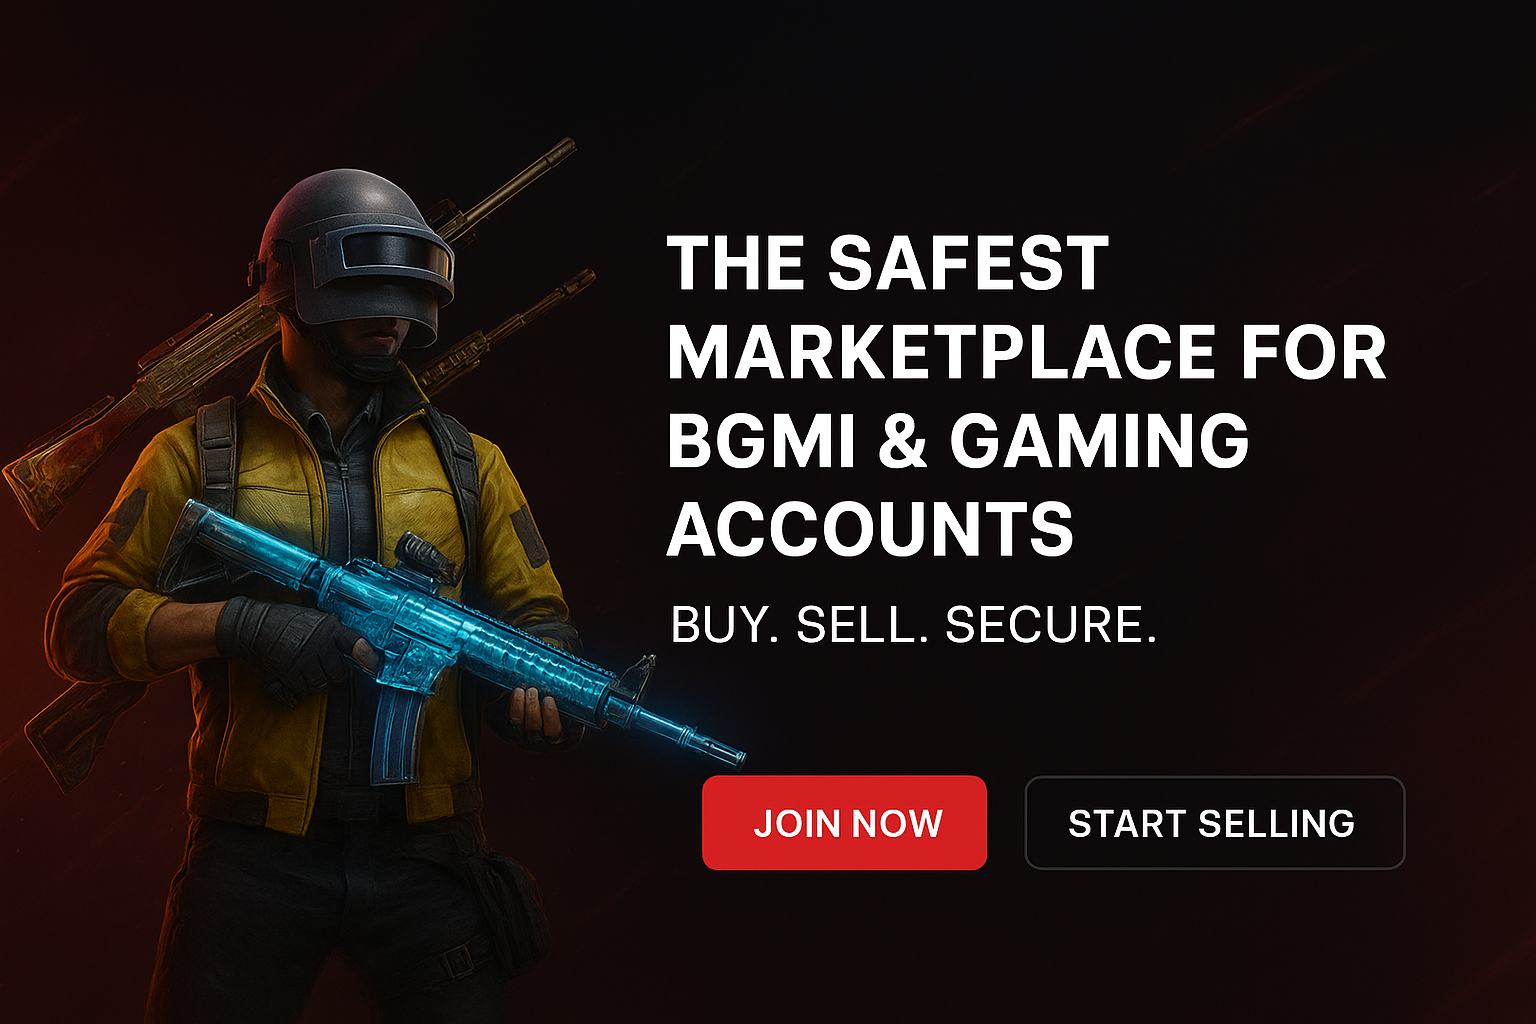 THE SAFEST
MARKETPLACE FOR
BGMI & GAMING
ACCOUNTS
BUY. SELL. SECURE.
JOIN NOW
START SELLING